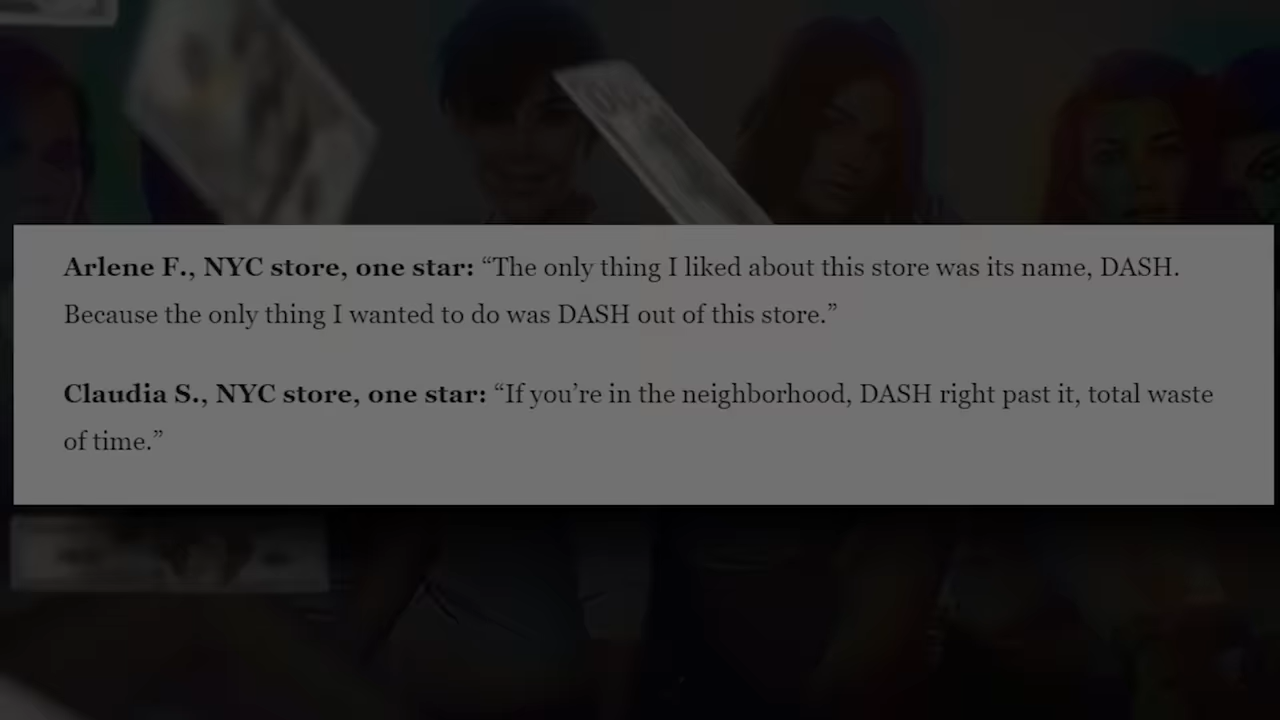 Arlene F., NYC store, one star: “The only thing I liked about this store was its name, DASH.
Because the only thing I wanted to do was DASH out of this store.”
Claudia S., NYC store, one star: “If you’re in the neighborhood, DASH right past it, total waste
of time.”